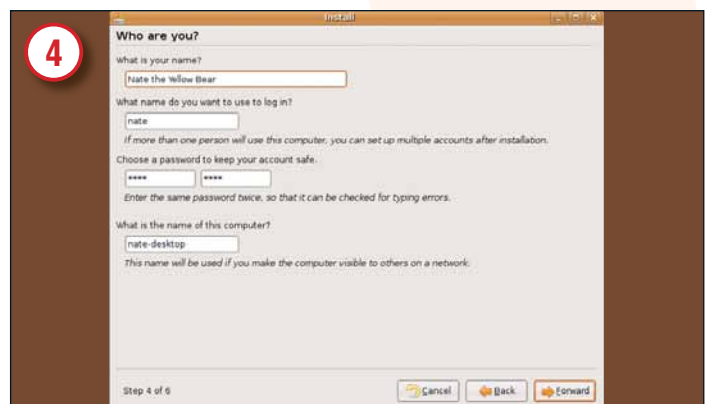 4
Install
Who are you?
What is your name?
Nate the Yellow Bear
What name do you want to use to log in?
nate
If more than one person will use this computer, you can set up multiple accounts after installation.
Choose a password to keep your account safe.
**** ****
Enter the same password twice, so that it can be checked for typing errors.
What is the name of this computer?
nate-desktop
This name will be used if you make the computer visible to others on a network.
Step 4 of 6 Cancel Back Forward